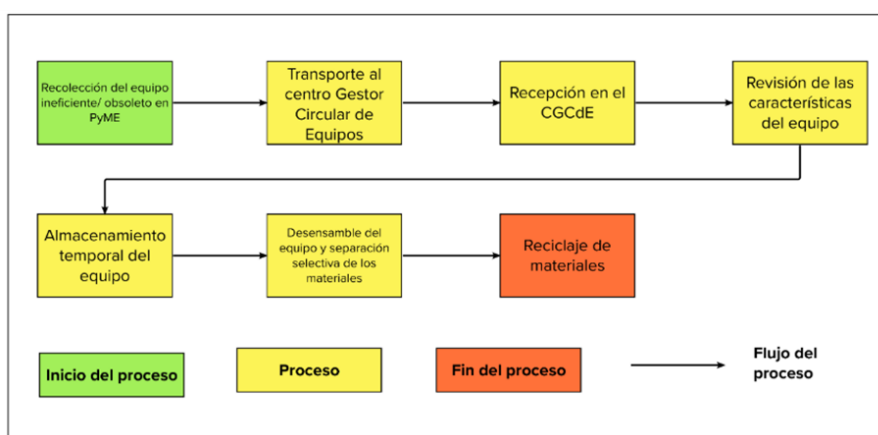 Recolección del equipo
ineficiente/ obsoleto en
PyME
Transporte al
centro Gestor
Circular de
Equipos
Recepción en el
CGCdE
Revisión de las
características
del equipo
Almacenamiento
temporal del
equipo
Desensamble del
equipo y separación
selectiva de los
materiales
Reciclaje de
materiales
Inicio del proceso
Proceso
Fin del proceso
Flujo del
proceso